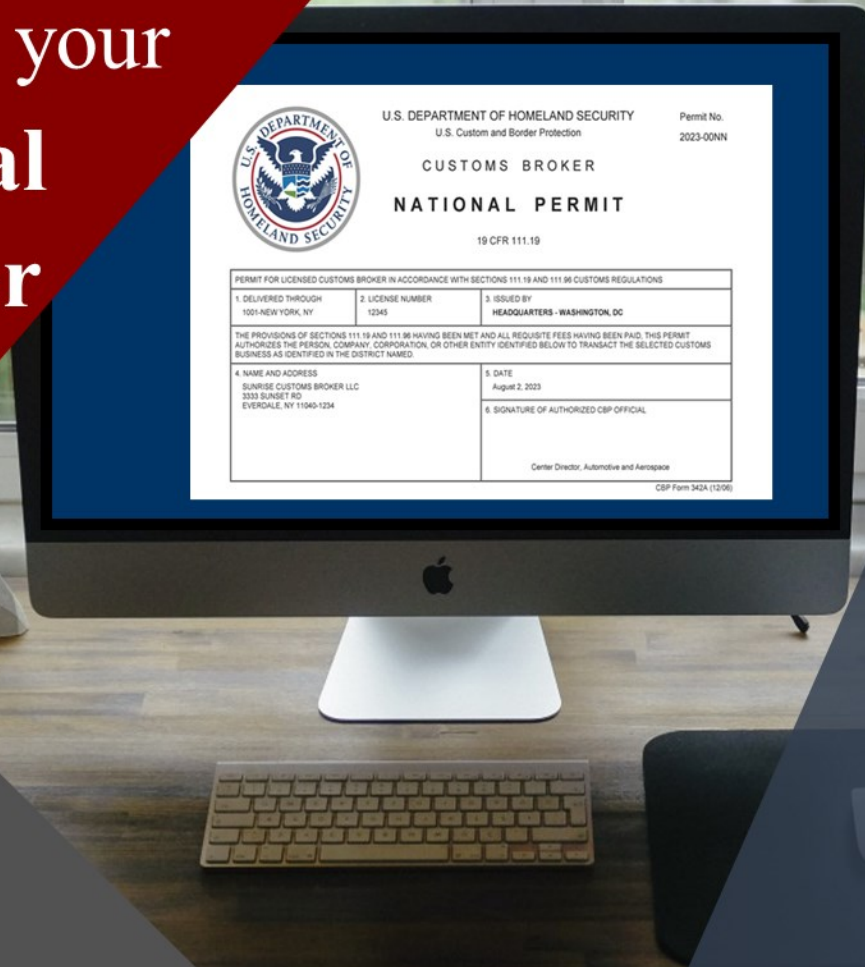 your
al
r
U.S. DEPARTMENT OF HOMELAND SECURITY
U.S. Custom and Border Protection
Permit No.
2023-00NN
CUSTOMS BROKER
NATIONAL PERMIT
19 CFR 111.19
U.S. DEPARTMENT OF HOMELAND SECURITY
PERMIT FOR LICENSED CUSTOMS BROKER IN ACCORDANCE WITH SECTIONS 111.19 AND 111.96 CUSTOMS REGULATIONS
1. DELIVERED THROUGH
1001-NEW YORK, NY
2. LICENSE NUMBER
12345
3. ISSUED BY
HEADQUARTERS - WASHINGTON, DC
THE PROVISIONS OF SECTIONS 111.19 AND 111.96 HAVING BEEN MET AND ALL REQUISITE FEES HAVING BEEN PAID, THIS PERMIT
AUTHORIZES THE PERSON, COMPANY, CORPORATION, OR OTHER ENTITY IDENTIFIED BELOW TO TRANSACT THE SELECTED CUSTOMS
BUSINESS AS IDENTIFIED IN THE DISTRICT NAMED.
4. NAME AND ADDRESS
SUNRISE CUSTOMS BROKER LLC
3333 SUNSET RD
EVERDALE, NY 11040-1234
5. DATE
August 2, 2023
6. SIGNATURE OF AUTHORIZED CBP OFFICIAL
Center Director, Automotive and Aerospace
CBP Form 342A (12/06)